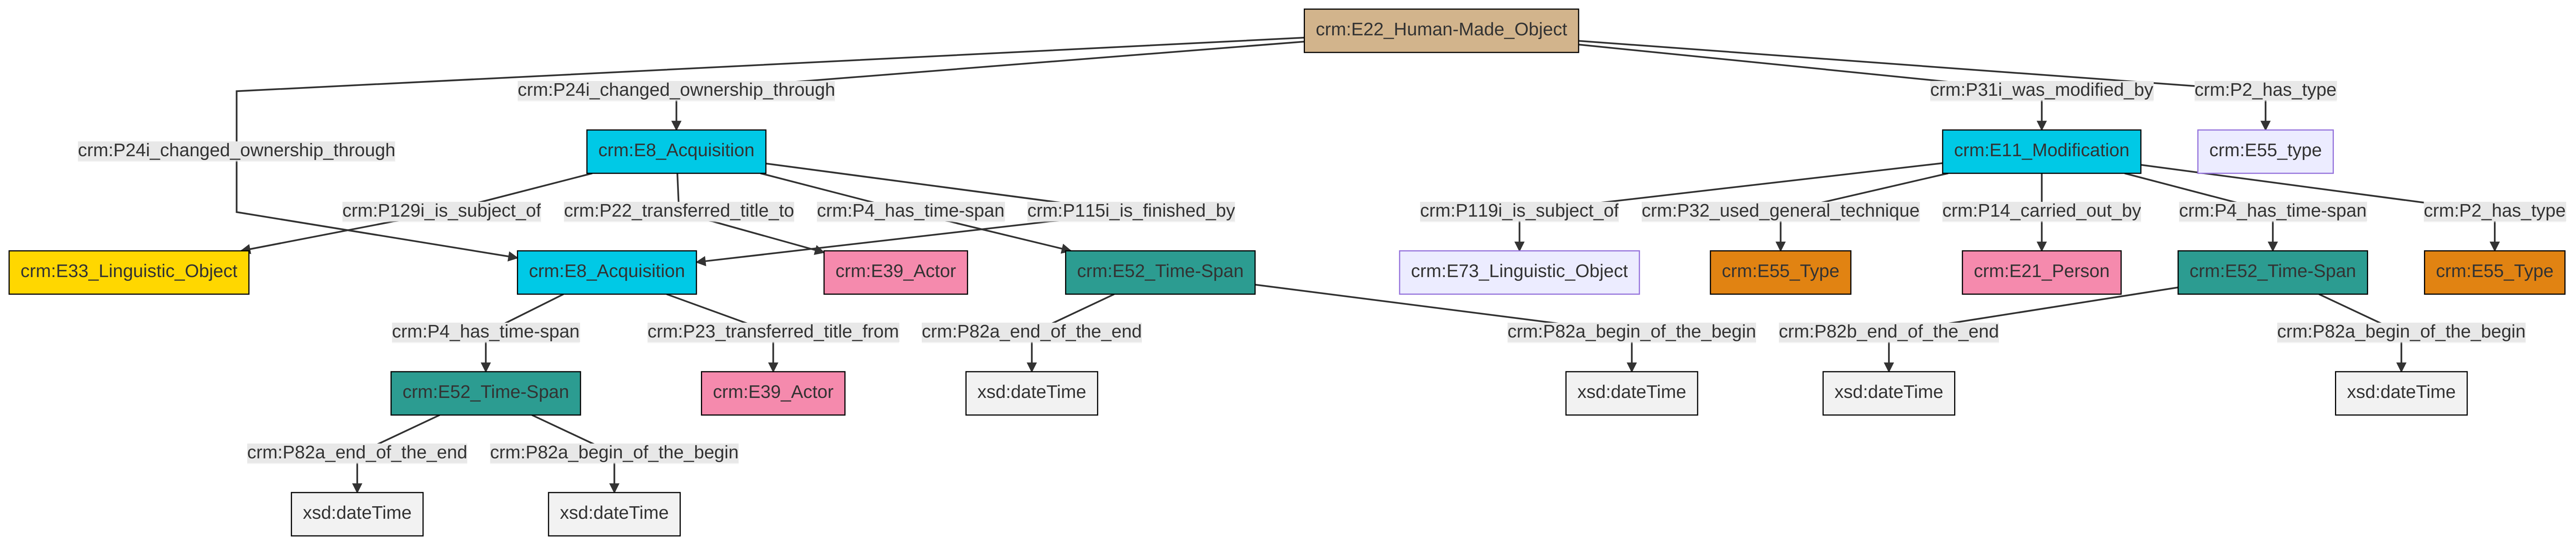 crm:E22_Human-Made_Object
crm:P24i_changed_ownership_through
crm:P31i_was_modified_by
crm:P2_has_type
crm:P24i_changed_ownership_through
crm:E8_Acquisition
crm:E11_Modification
crm:E55_type
crm:P129i_is_subject_of
crm:P22_transferred_title_to
crm:P4_has_time-span
crm:P115i_is_finished_by
crm:P119i_is_subject_of
crm:P32_used_general_technique
crm:P14_carried_out_by
crm:P4_has_time-span
crm:P2_has_type
crm:E33_Linguistic_Object
crm:E8_Acquisition
crm:E39_Actor
crm:E52_Time-Span
crm:E73_Linguistic_Object
crm:E55_Type
crm:E21_Person
crm:E52_Time-Span
crm:E55_Type
crm:P4_has_time-span
crm:P23_transferred_title_from
crm:P82a_end_of_the_end
crm:P82a_begin_of_the_begin
crm:P82b_end_of_the_end
crm:P82a_begin_of_the_begin
crm:E52_Time-Span
crm:E39_Actor
xsd:dateTime
xsd:dateTime
xsd:dateTime
xsd:dateTime
crm:P82a_end_of_the_end
crm:P82a_begin_of_the_begin
xsd:dateTime
xsd:dateTime